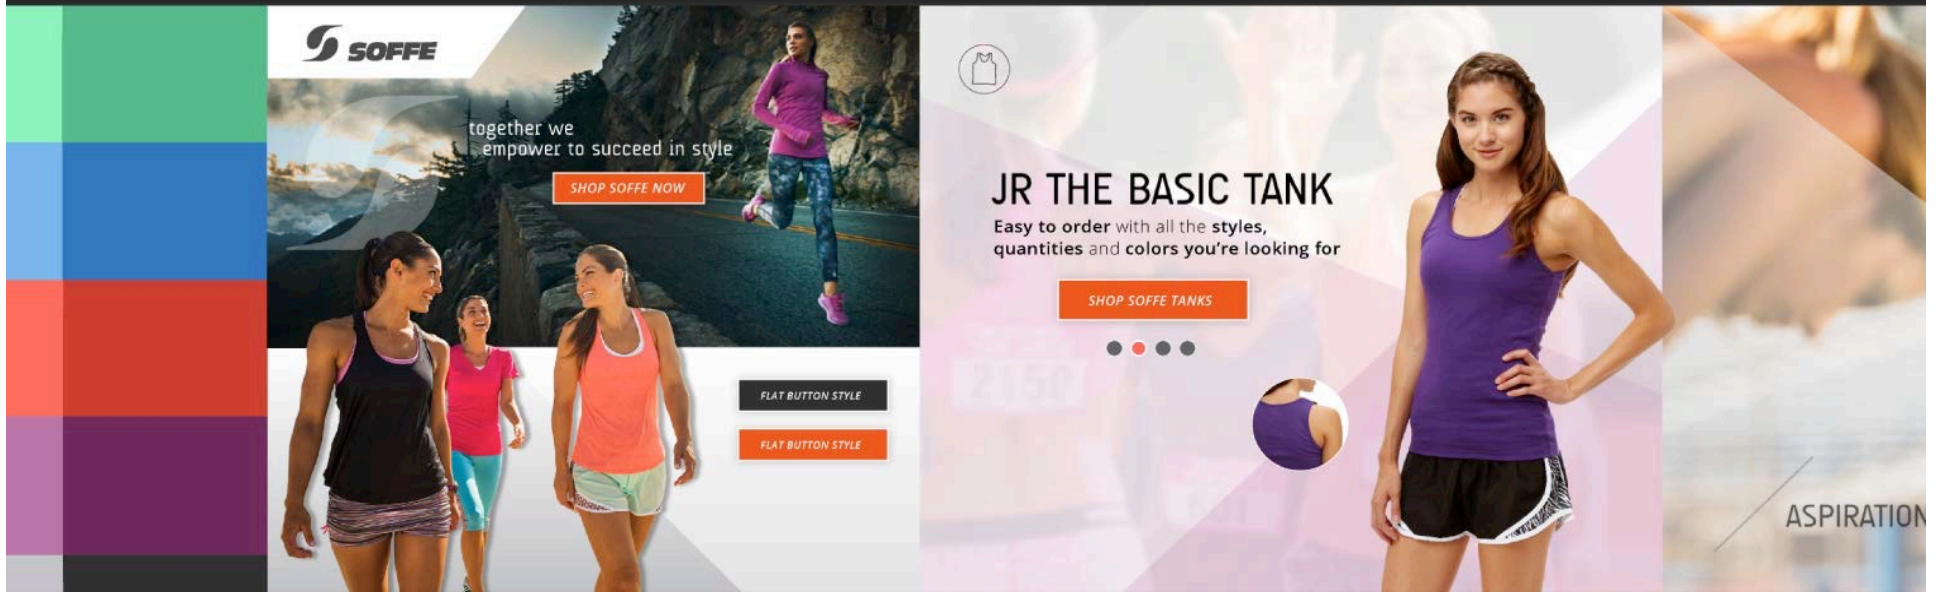 SOFFE
together we
empower to succeed in style
SHOP SOFFE NOW
FLAT BUTTON STYLE
FLAT BUTTON STYLE
JR THE BASIC TANK
Easy to order with all the styles,
quantities and colors you're looking for
SHOP SOFFE TANKS
2150
ASPIRATION